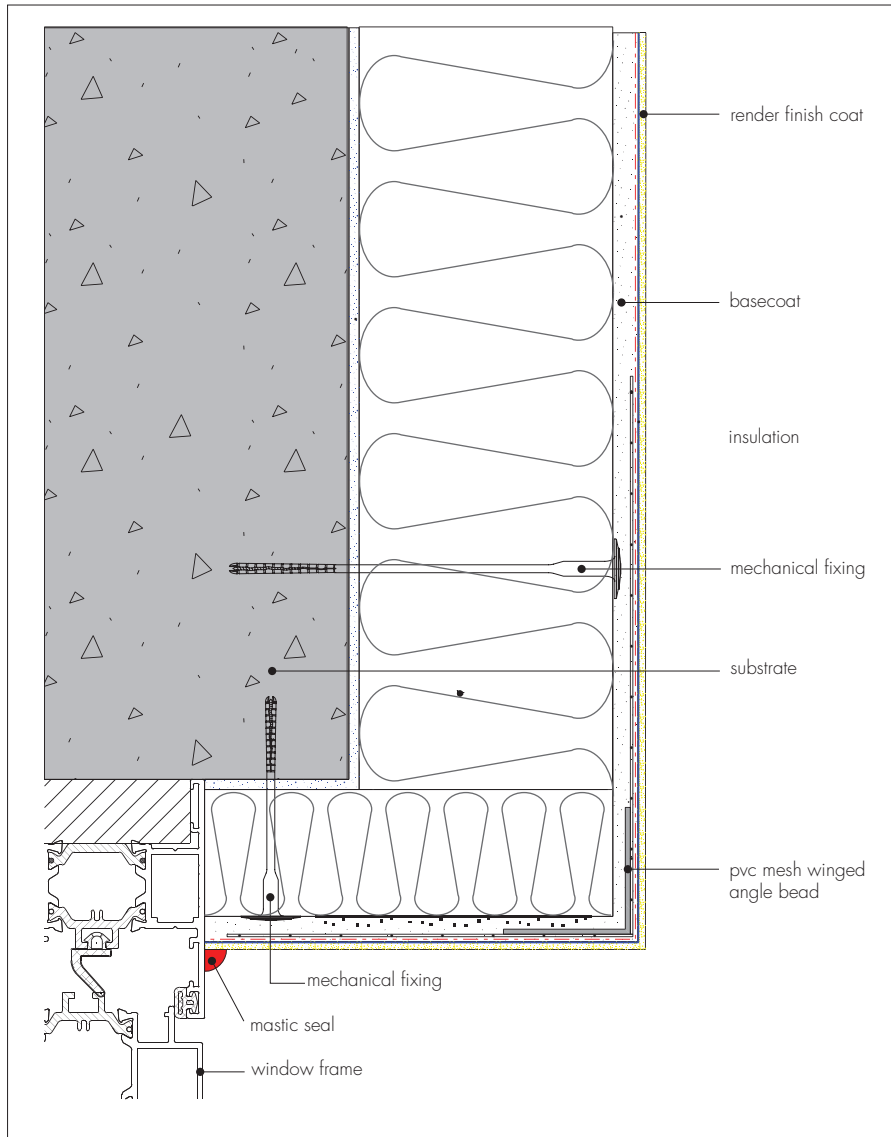 render finish coat
basecoat
insulation
mechanical fixing
substrate
pvc mesh winged
angle bead
mechanical fixing
mastic seal
window frame